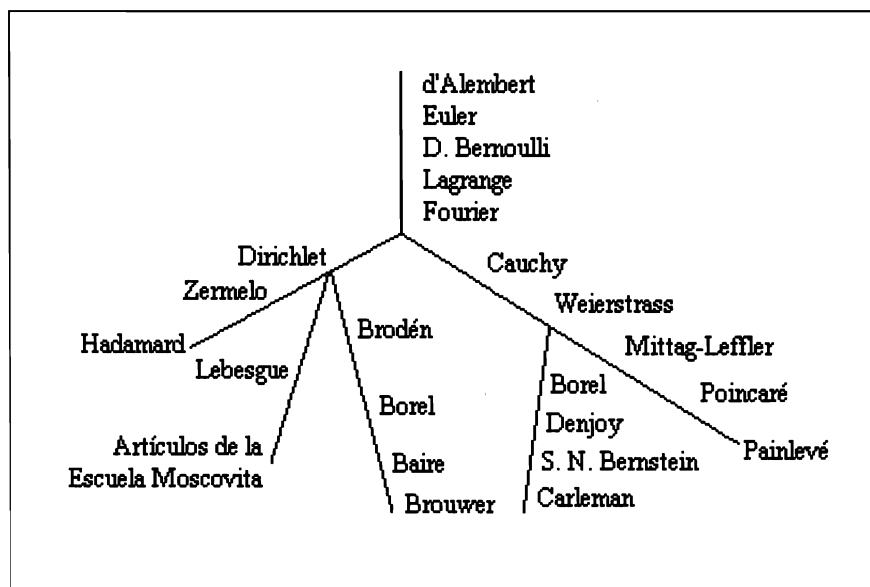 d'Alembert
Euler
D. Bernoulli
Lagrange
Fourier
Dirichlet
Zermelo
Hadamard
Lebesgue
Artículos de la
Escuela Moscovita
Brodén
Borel
Baire
Brouwer
Cauchy
Weierstrass
Mittag-Leffler
Poincaré
Painlevé
Borel
Denjoy
S. N. Bernstein
Carleman